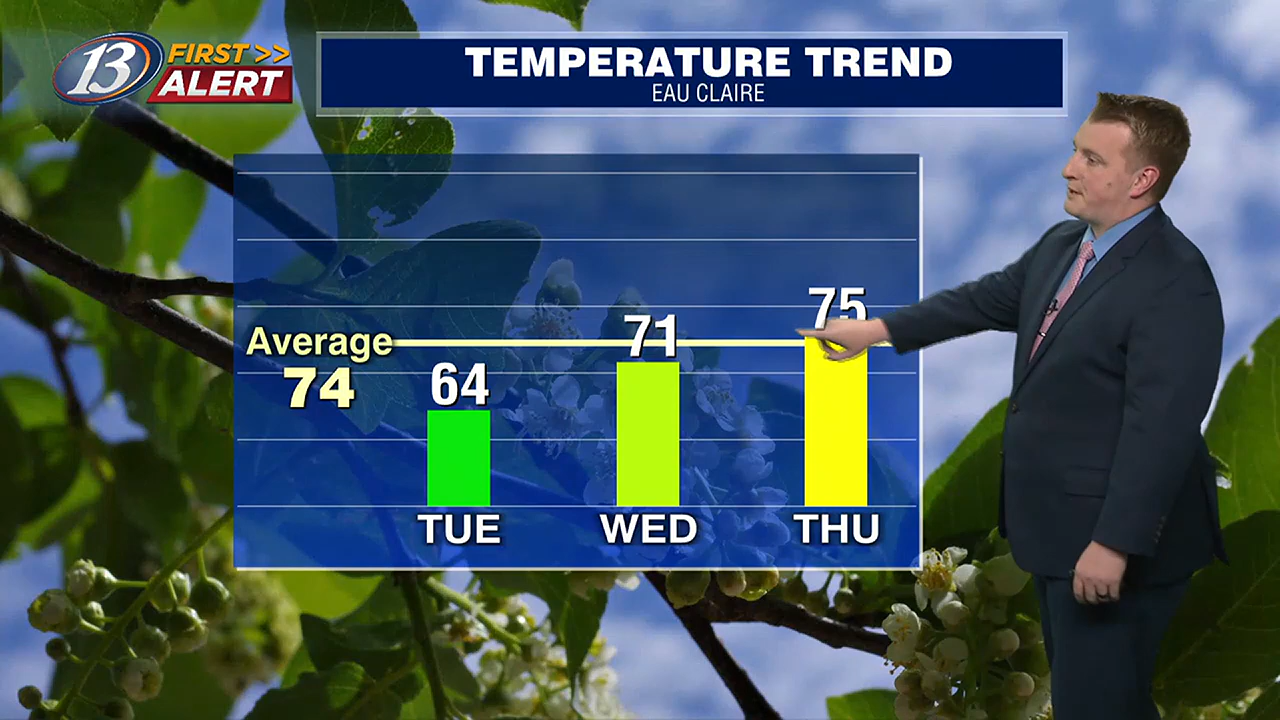 13 FIRST >>
ALERT
TEMPERATURE TREND
EAU CLAIRE
Average
74
64
71
75
TUE WED THU